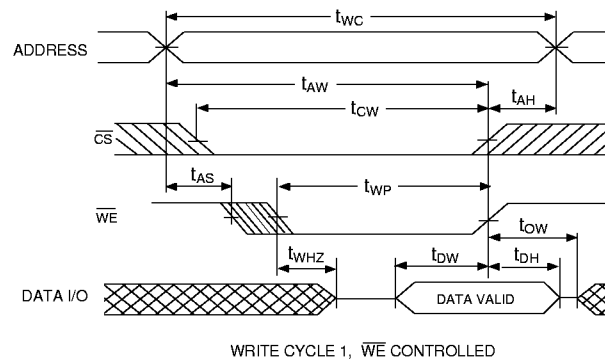 tWC
ADDRESS
tAW
tCW
tAH
CS
tAS
tWP
WE
tOW
tWHZ
tDW
tDH
DATA I/O
DATA VALID
WRITE CYCLE 1, WE CONTROLLED